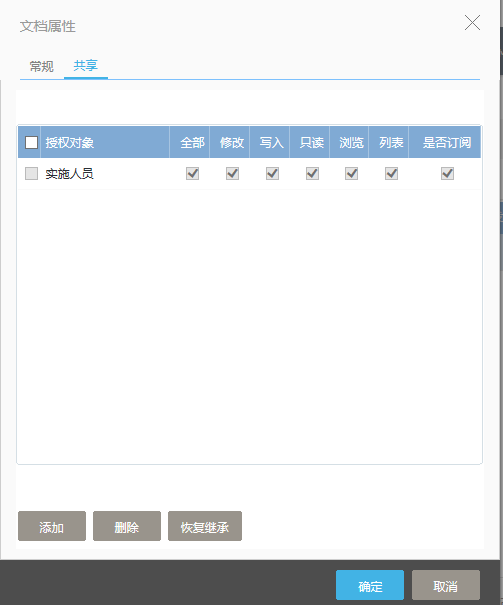 文档属性
常规 共享
授权对象 全部 修改 写入 只读 浏览 列表 是否订阅
实施人员
添加 删除 恢复继承
确定 取消